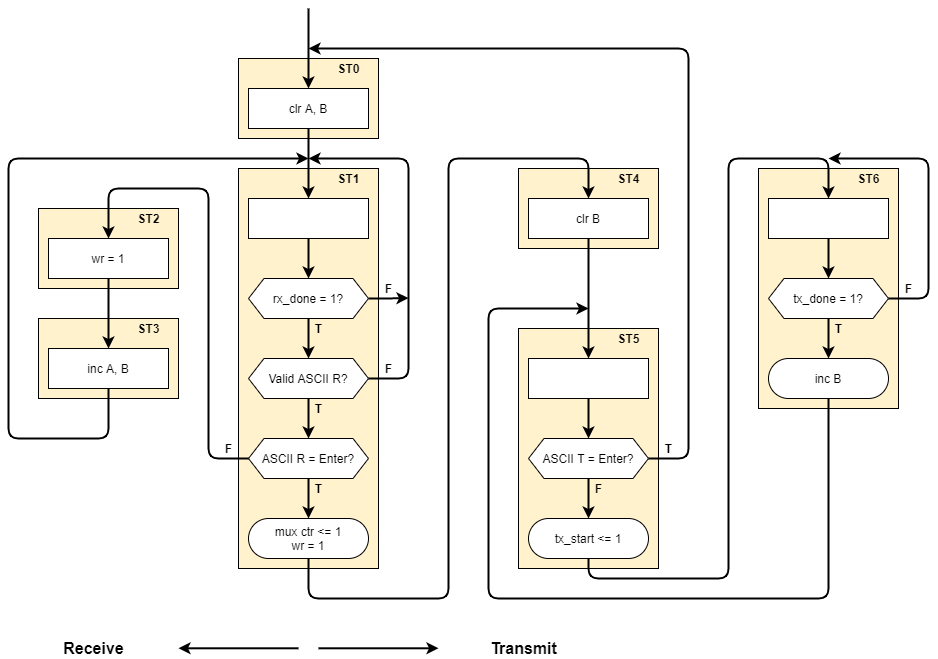 ST0
clr A, B
ST1
rx_done = 1?
F
T
Valid ASCII R?
F
T
ASCII R = Enter?
F
T
mux ctr <= 1
wr = 1
ST2
wr = 1
ST3
inc A, B
ST4
clr B
ST5
ASCII T = Enter?
T
F
tx_start <= 1
ST6
tx_done = 1?
F
T
inc B
Receive
Transmit